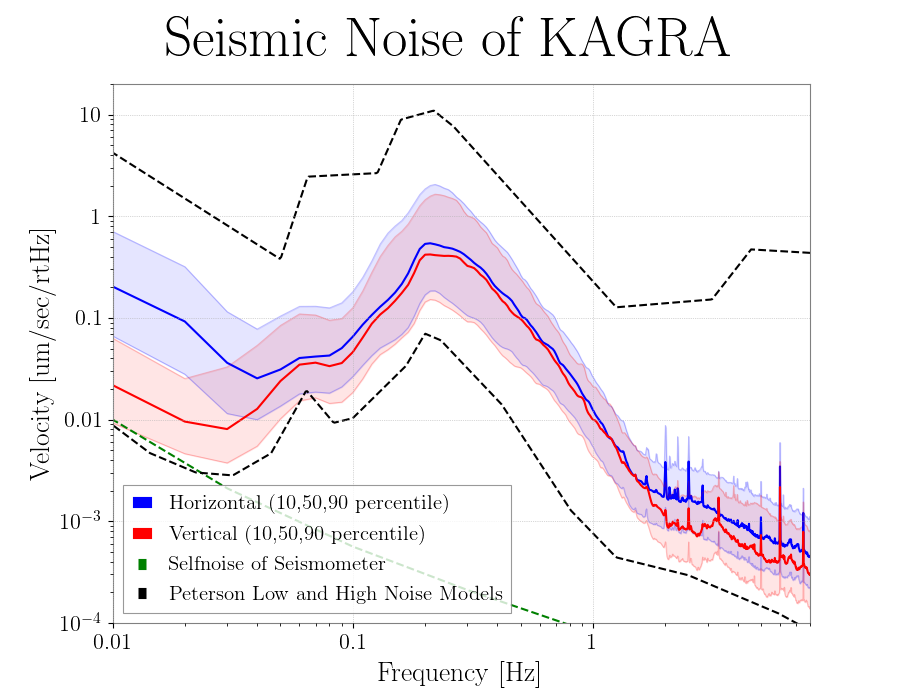 Seismic Noise of KAGRA
Velocity [um/sec/rtHz]
10
1
0.1
0.01
10⁻³
10⁻⁴
Horizontal (10,50,90 percentile)
Vertical (10,50,90 percentile)
Selfnoise of Seismometer
Peterson Low and High Noise Models
0.01 0.1 1
Frequency [Hz]